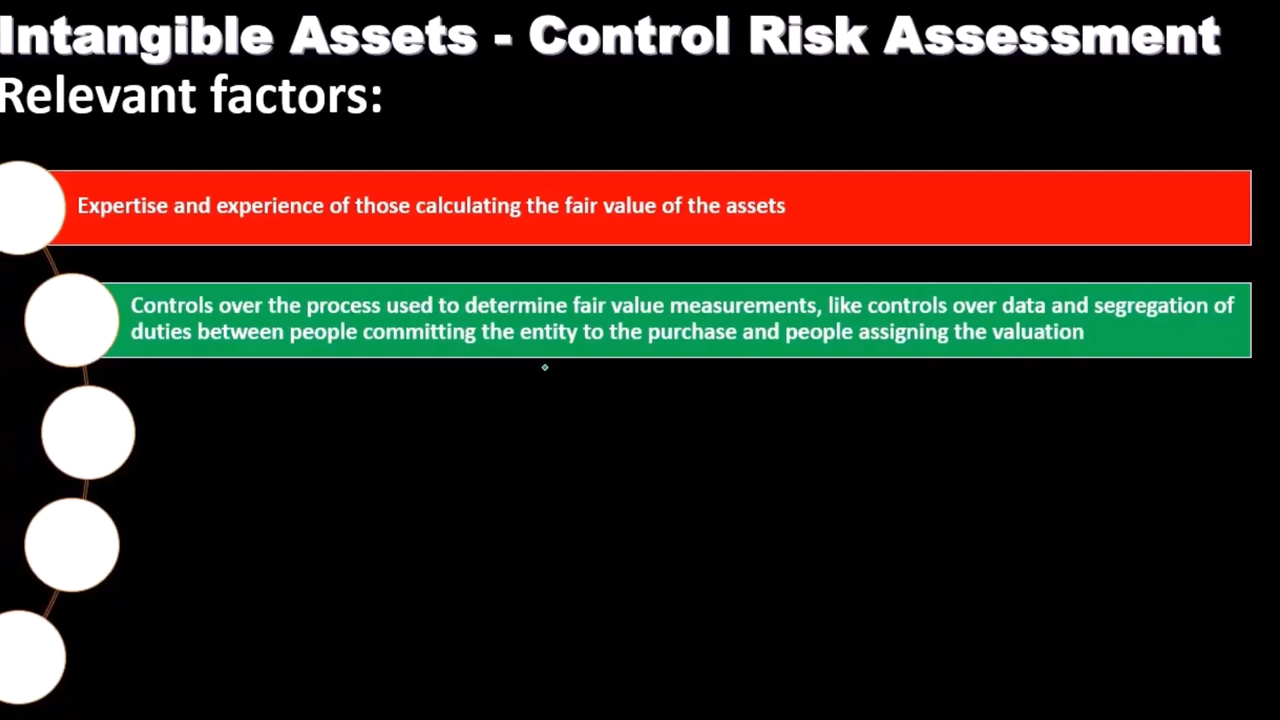 Intangible Assets - Control Risk Assessment
Relevant factors:
Expertise and experience of those calculating the fair value of the assets
Controls over the process used to determine fair value measurements, like controls over data and segregation of
duties between people committing the entity to the purchase and people assigning the valuation